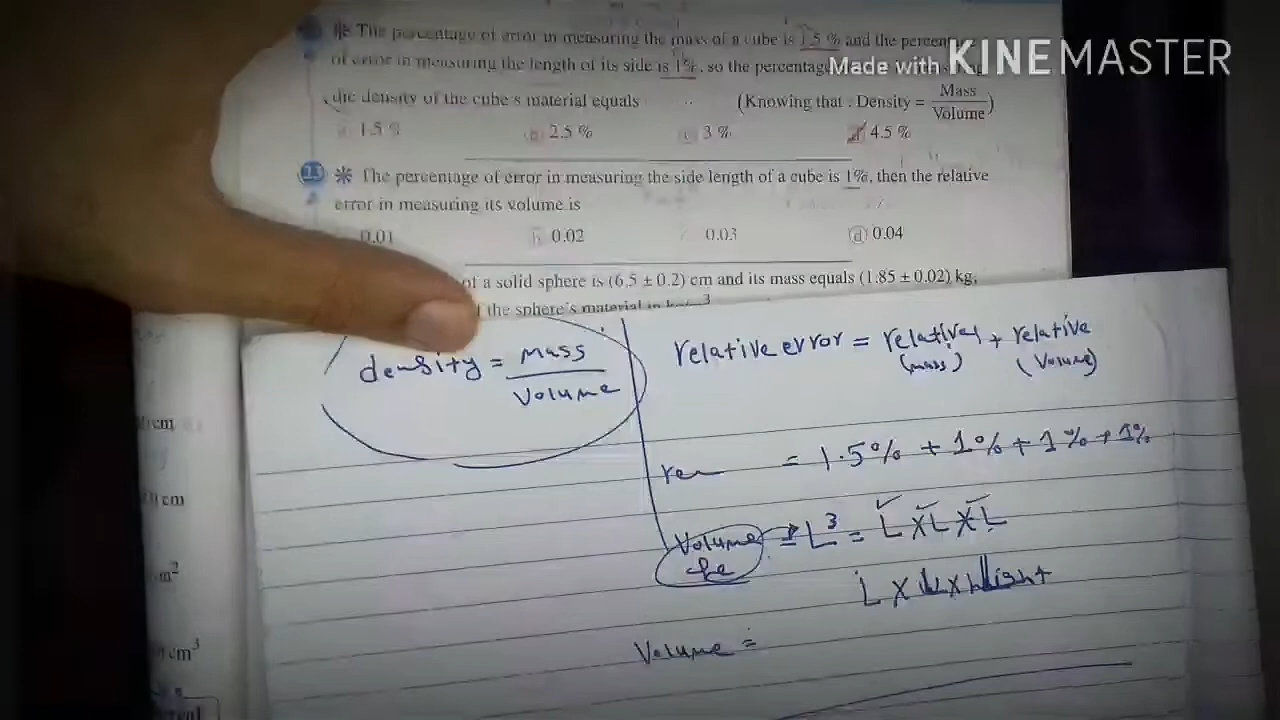 The percentage of error in measuring the mass of a cube is 1.5 % and the percen
of error in measuring the length of its side is 1%, so the percentage
Made with KINEMASTER
the density of the cube's material equals (Knowing that : Density = Mass / Volume)
a 1.5 % b 2.5 % c 3 % d 4.5 %
13 * The percentage of error in measuring the side length of a cube is 1%, then the relative
error in measuring its volume is
0.01 b 0.02 c 0.03 d 0.04
of a solid sphere is (6.5 ± 0.2) cm and its mass equals (1.85 ± 0.02) kg,
the sphere's material in
density = mass / volume
relative error = relative (mass) + relative (volume)
= 1.5% + 1% + 1% + 1%
Volume = L³ = L X L X L
Volume =
cm
cm
m²
cm³